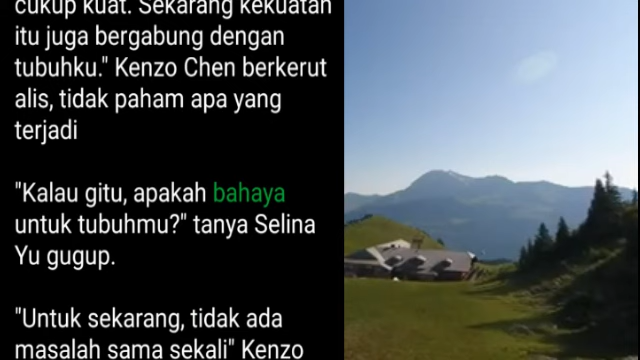 cukup kuat. Sekarang kekuatan
itu juga bergabung dengan
tubuhku." Kenzo Chen berkerut
alis, tidak paham apa yang
terjadi
"Kalau gitu, apakah bahaya
untuk tubuhmu?" tanya Selina
Yu gugup.
"Untuk sekarang, tidak ada
masalah sama sekali" Kenzo